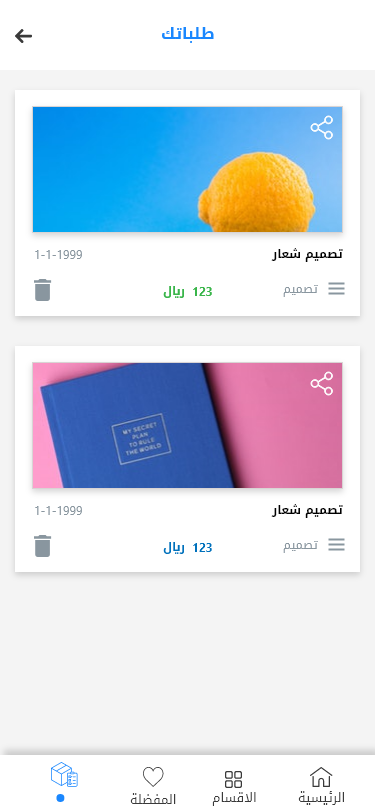 طلباتك
تصميم شعار
1-1-1999
تصميم
123 ريال
MY SECRET
PLAN
TO RULE
THE WORLD
تصميم شعار
1-1-1999
تصميم
123 ريال
الرئيسية
الاقسام
المفضلة